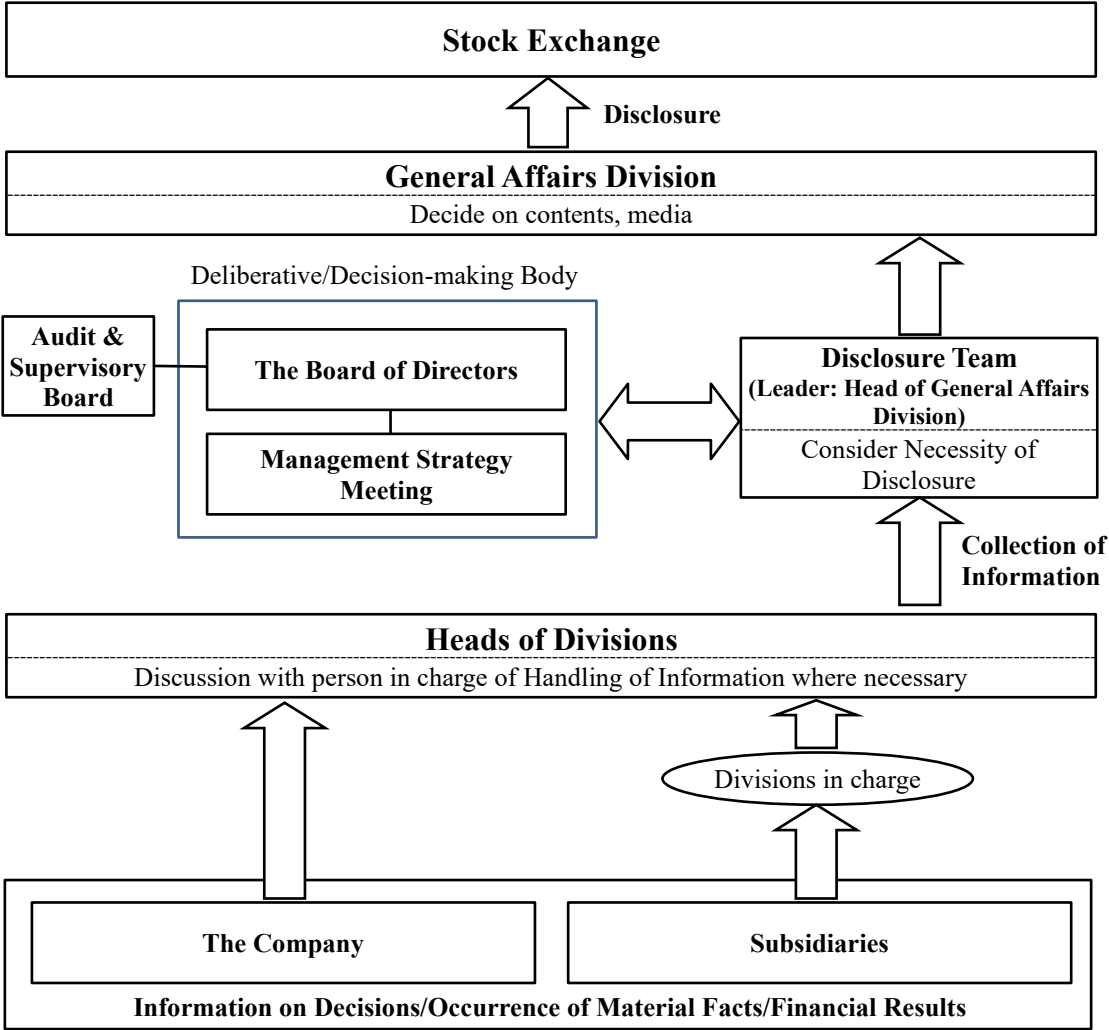 Stock Exchange
Disclosure
General Affairs Division
Decide on contents, media
Deliberative/Decision-making Body
Audit &
Supervisory
Board
The Board of Directors
Management Strategy
Meeting
Disclosure Team
(Leader: Head of General Affairs
Division)
Consider Necessity of
Disclosure
Collection of
Information
Heads of Divisions
Discussion with person in charge of Handling of Information where necessary
Divisions in charge
The Company
Subsidiaries
Information on Decisions/Occurrence of Material Facts/Financial Results